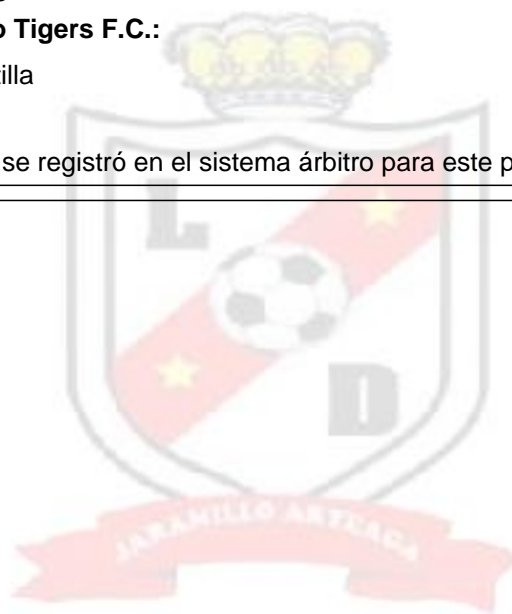 o Tigers F.C.:
illa
se registró en el sistema árbitro para este p
L
D
JARAMILLO ARTEAGA